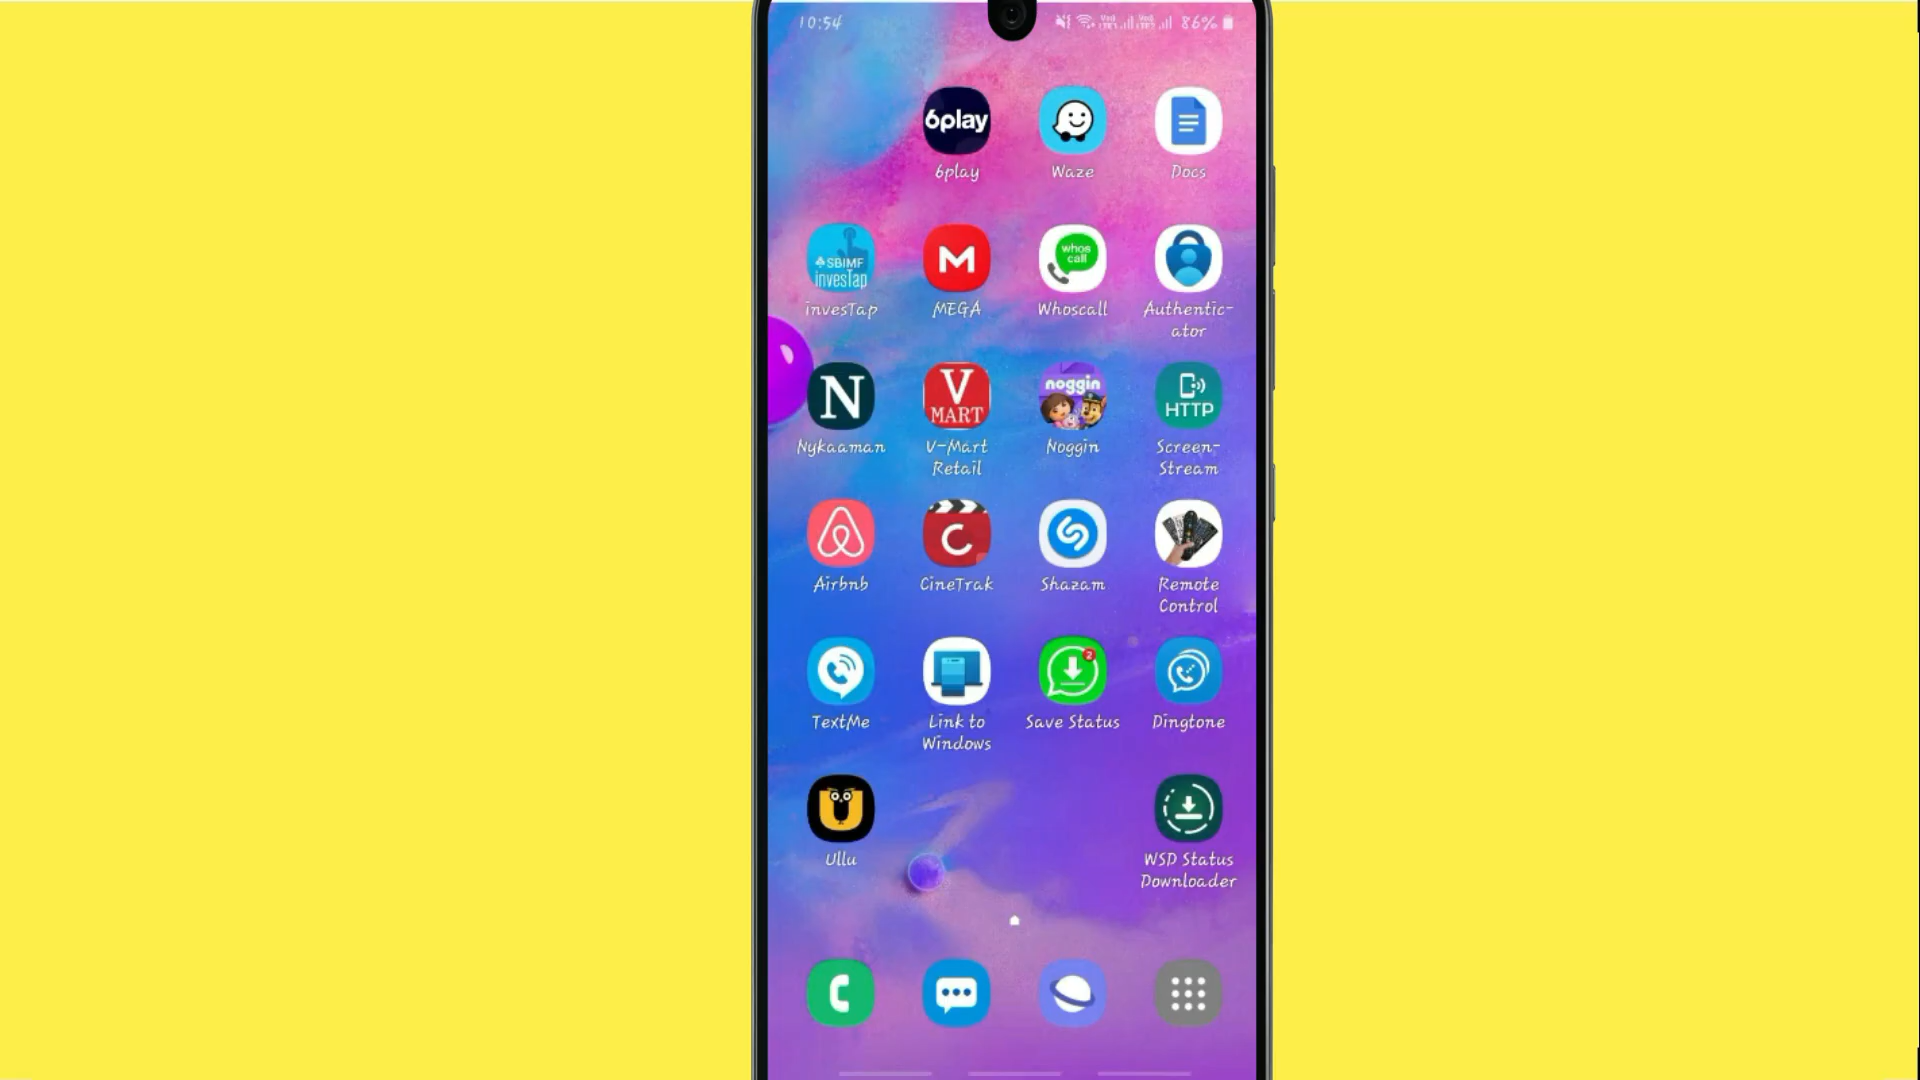 10:54
86%
6play
6play
Waze
Docs
SBIMF
invesTap
invesTap
MEGA
whos
call
Whoscall
Authentic-
ator
N
Nykaaman
V
MART
V-Mart
Retail
noggin
Noggin
HTTP
Screen-
Stream
Airbnb
C
CineTrak
Shazam
Remote
Control
TextMe
Link to
Windows
2
Save Status
Dingtone
Ullu
WSD Status
Downloader